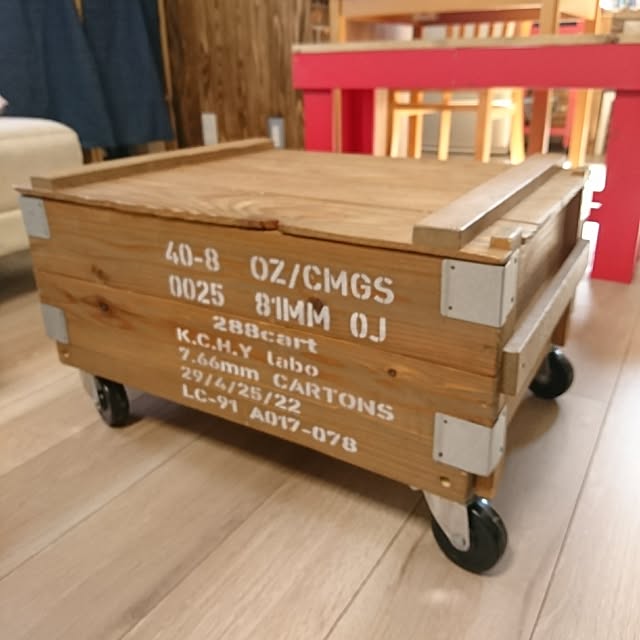 40-8 OZ/CMGS
0025 81MM 0J
288cart
K.C.H.Y labo
7.66mm CARTONS
29/4/25/22
LC-91 A017-078